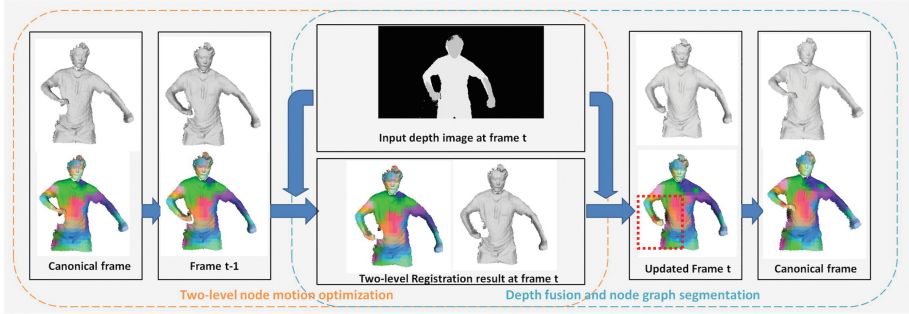 Input depth image at frame t
Canonical frame
Frame t-1
Two-level Registration result at frame t
Updated Frame t
Canonical frame
Two-level node motion optimization
Depth fusion and node graph segmentation